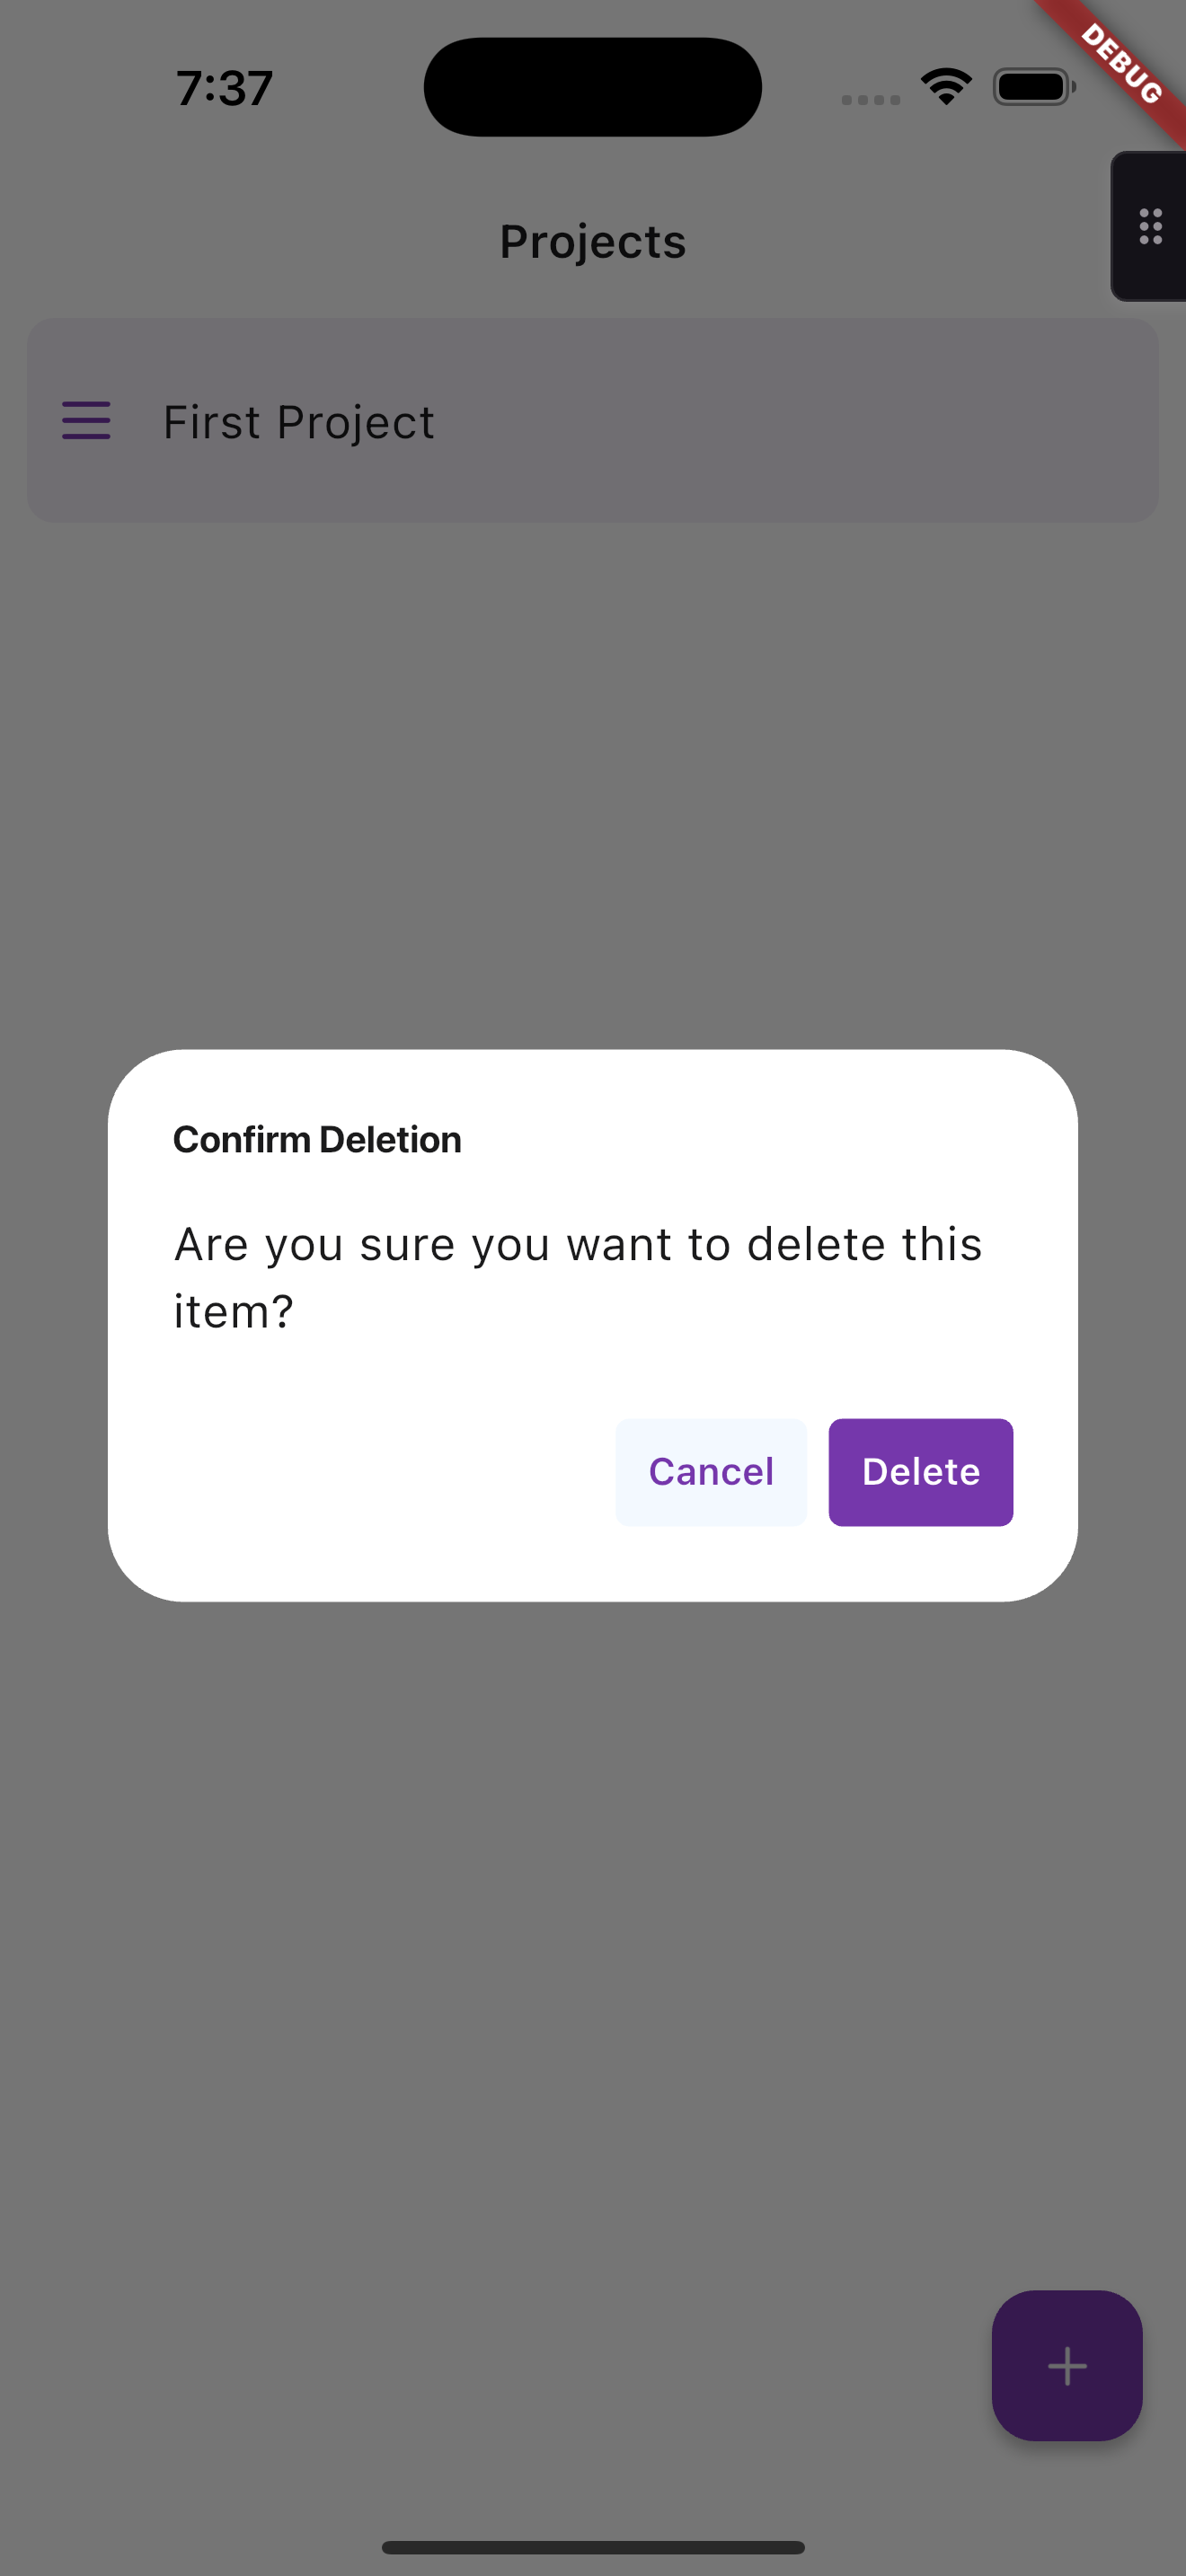 7:37
DEBUG
Projects
First Project
Confirm Deletion
Are you sure you want to delete this
item?
Cancel
Delete